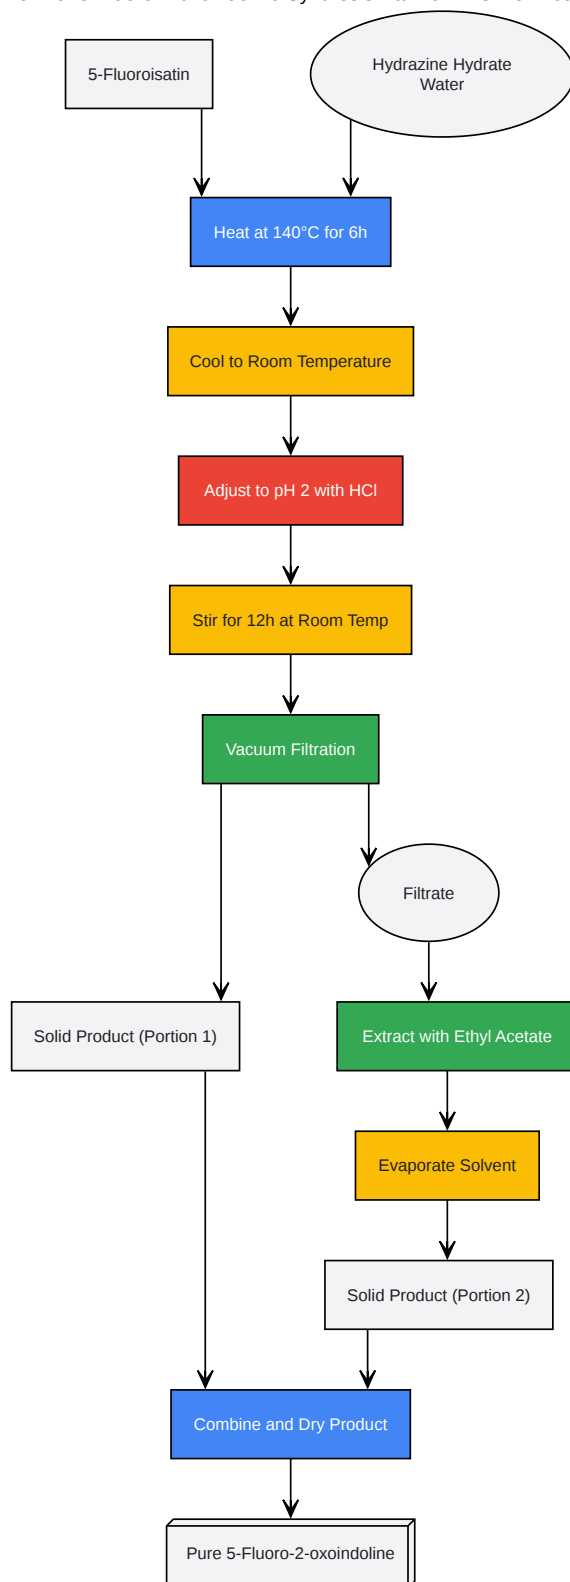 5-Fluoroisatin
Hydrazine Hydrate
Water
Heat at 140°C for 6h
Cool to Room Temperature
Adjust to pH 2 with HCl
Stir for 12h at Room Temp
Vacuum Filtration
Filtrate
Solid Product (Portion 1)
Extract with Ethyl Acetate
Evaporate Solvent
Solid Product (Portion 2)
Combine and Dry Product
Pure 5-Fluoro-2-oxoindoline